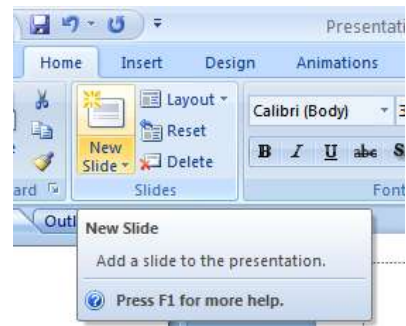 Presentati
Home Insert Design Animations
Layout
Calibri (Body)
Reset
New
Slide
Delete
B I U abc S
ard Slides Font
Outl
New Slide
Add a slide to the presentation.
Press F1 for more help.